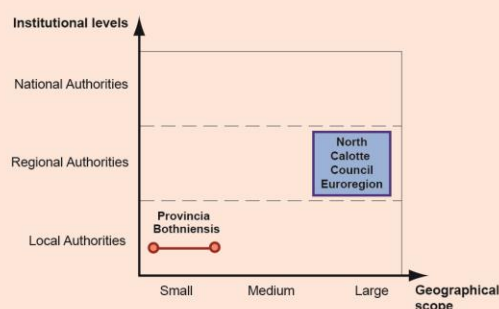 Institutional levels
National Authorities
Regional Authorities
North
Calotte
Council
Euroregion
Provincia
Bothniensis
Local Authorities
Small Medium Large
Geographical
scope